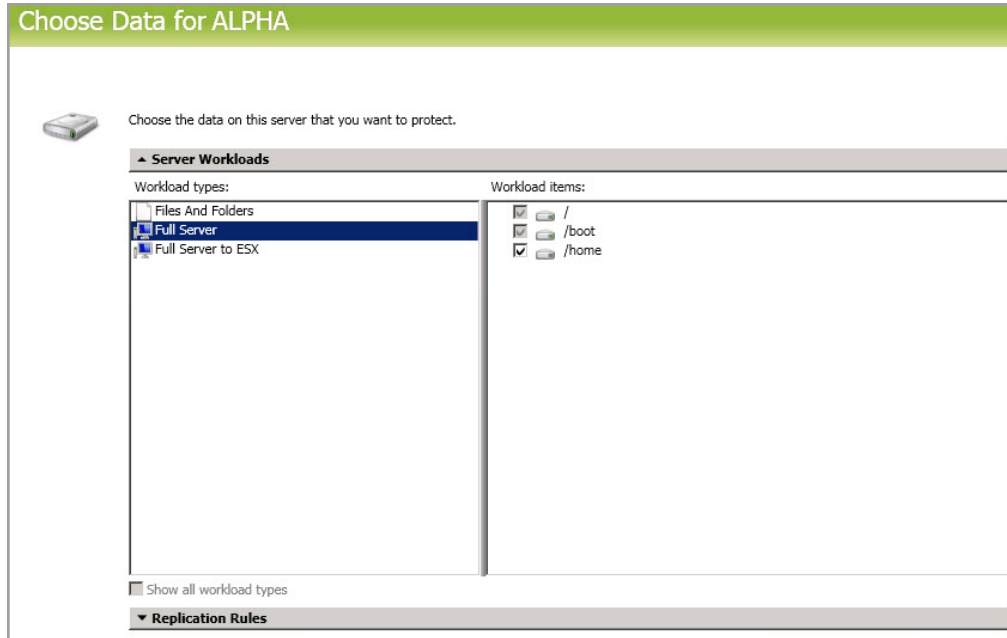 Choose Data for ALPHA
Choose the data on this server that you want to protect.
Server Workloads
Workload types:
Workload items:
Files And Folders
Full Server
Full Server to ESX
/
/boot
/home
Show all workload types
Replication Rules